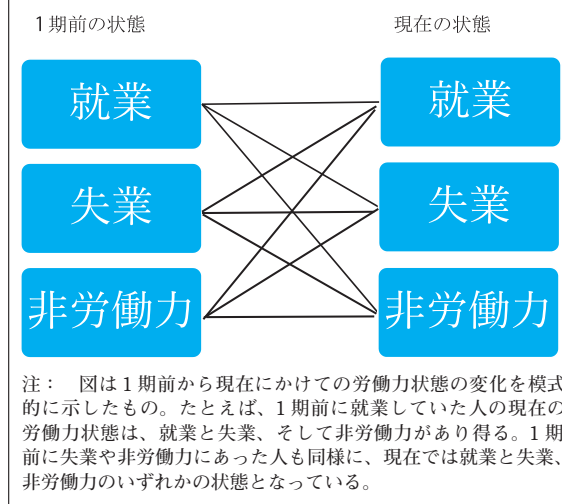 1期前の状態 現在の状態
就業 就業
失業 失業
非労働力 非労働力
注： 図は1期前から現在にかけての労働力状態の変化を模式
的に示したもの。たとえば、1期前に就業していた人の現在の
労働力状態は、就業と失業、そして非労働力があり得る。1期
前に失業や非労働力にあった人も同様に、現在では就業と失業、
非労働力のいずれかの状態となっている。